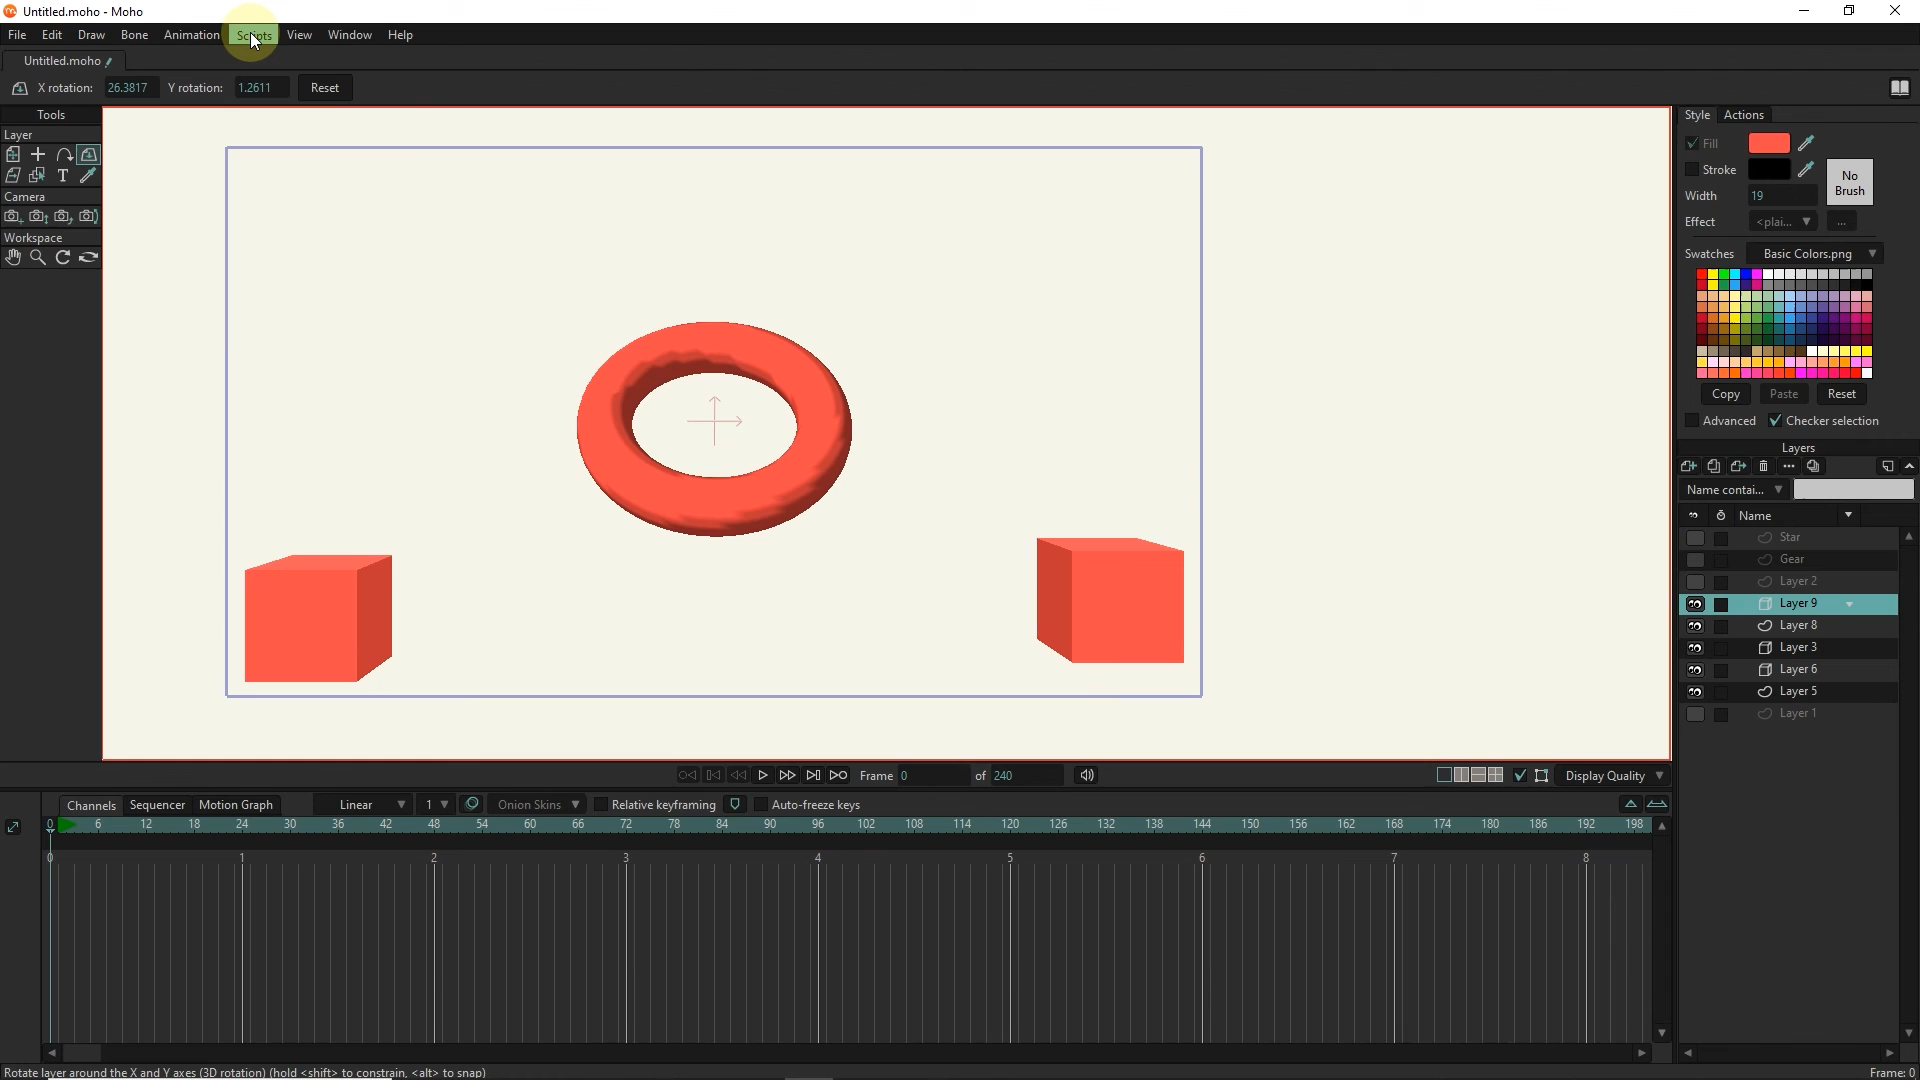 Untitled.moho - Moho
File Edit Draw Bone Animation Scripts View Window Help
Untitled.moho
X rotation: 26.3817 Y rotation: 1.2611 Reset
Tools
Layer
T
Camera
Workspace
Style Actions
Fill
Stroke
No Brush
Width 19
Effect <plai... ...
Swatches Basic Colors.png
Copy Paste Reset
Advanced Checker selection
Layers
Name contai...
Name
Star
Gear
Layer 2
Layer 9
Layer 8
Layer 3
Layer 6
Layer 5
Layer 1
Frame 0 of 240 Display Quality
Channels Sequencer Motion Graph Linear 1 Onion Skins Relative keyframing Auto-freeze keys
0 6 12 18 24 30 36 42 48 54 60 66 72 78 84 90 96 102 108 114 120 126 132 138 144 150 156 162 168 174 180 186 192 198
0 1 2 3 4 5 6 7 8
Rotate layer around the X and Y axes (3D rotation) (hold <shift> to constrain, <alt> to snap) Frame: 0